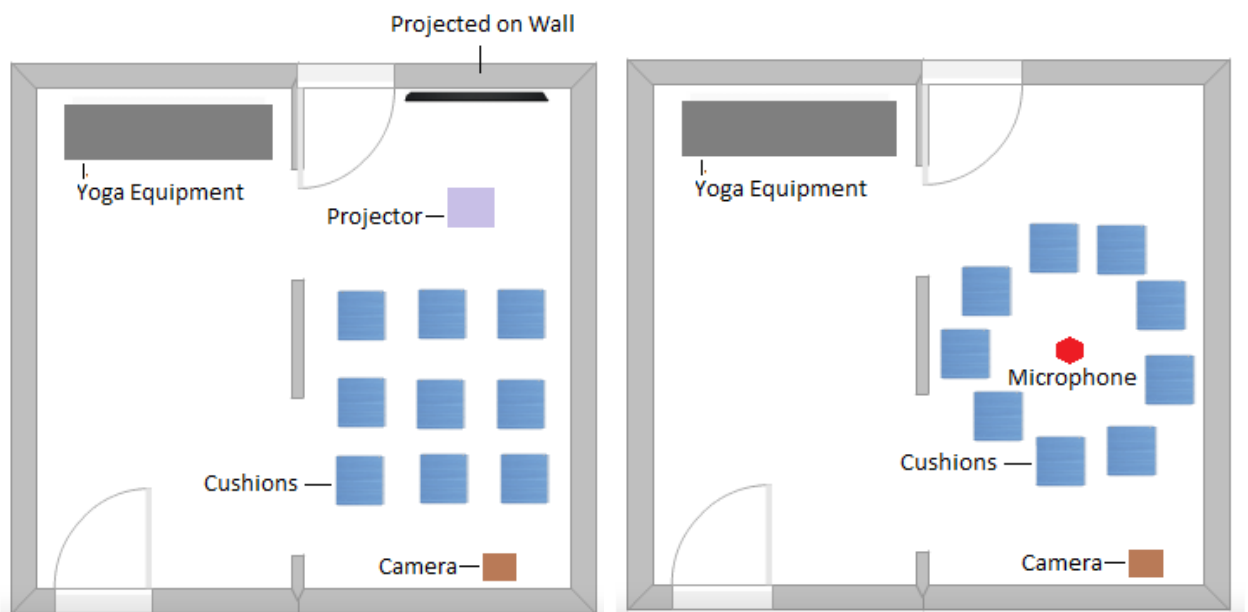 Projected on Wall
Yoga Equipment
Projector
Cushions
Camera
Yoga Equipment
Microphone
Cushions
Camera